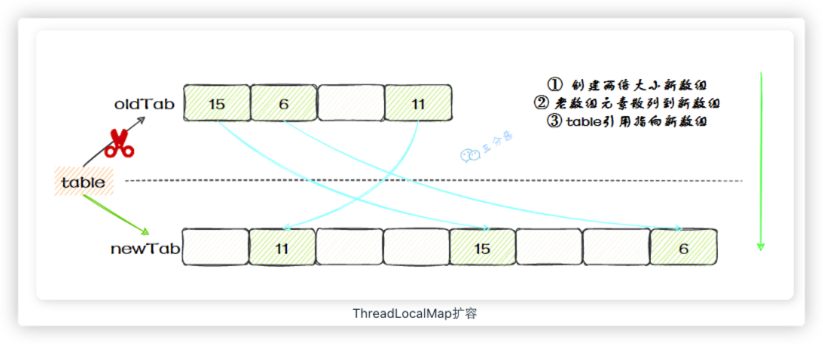 ① 创建两倍大小新数组
oldTab 15 6 11
② 老数组元素散列到新数组
③ table引用指向新数组
三分恶
table
newTab 11 15 6
ThreadLocalMap扩容